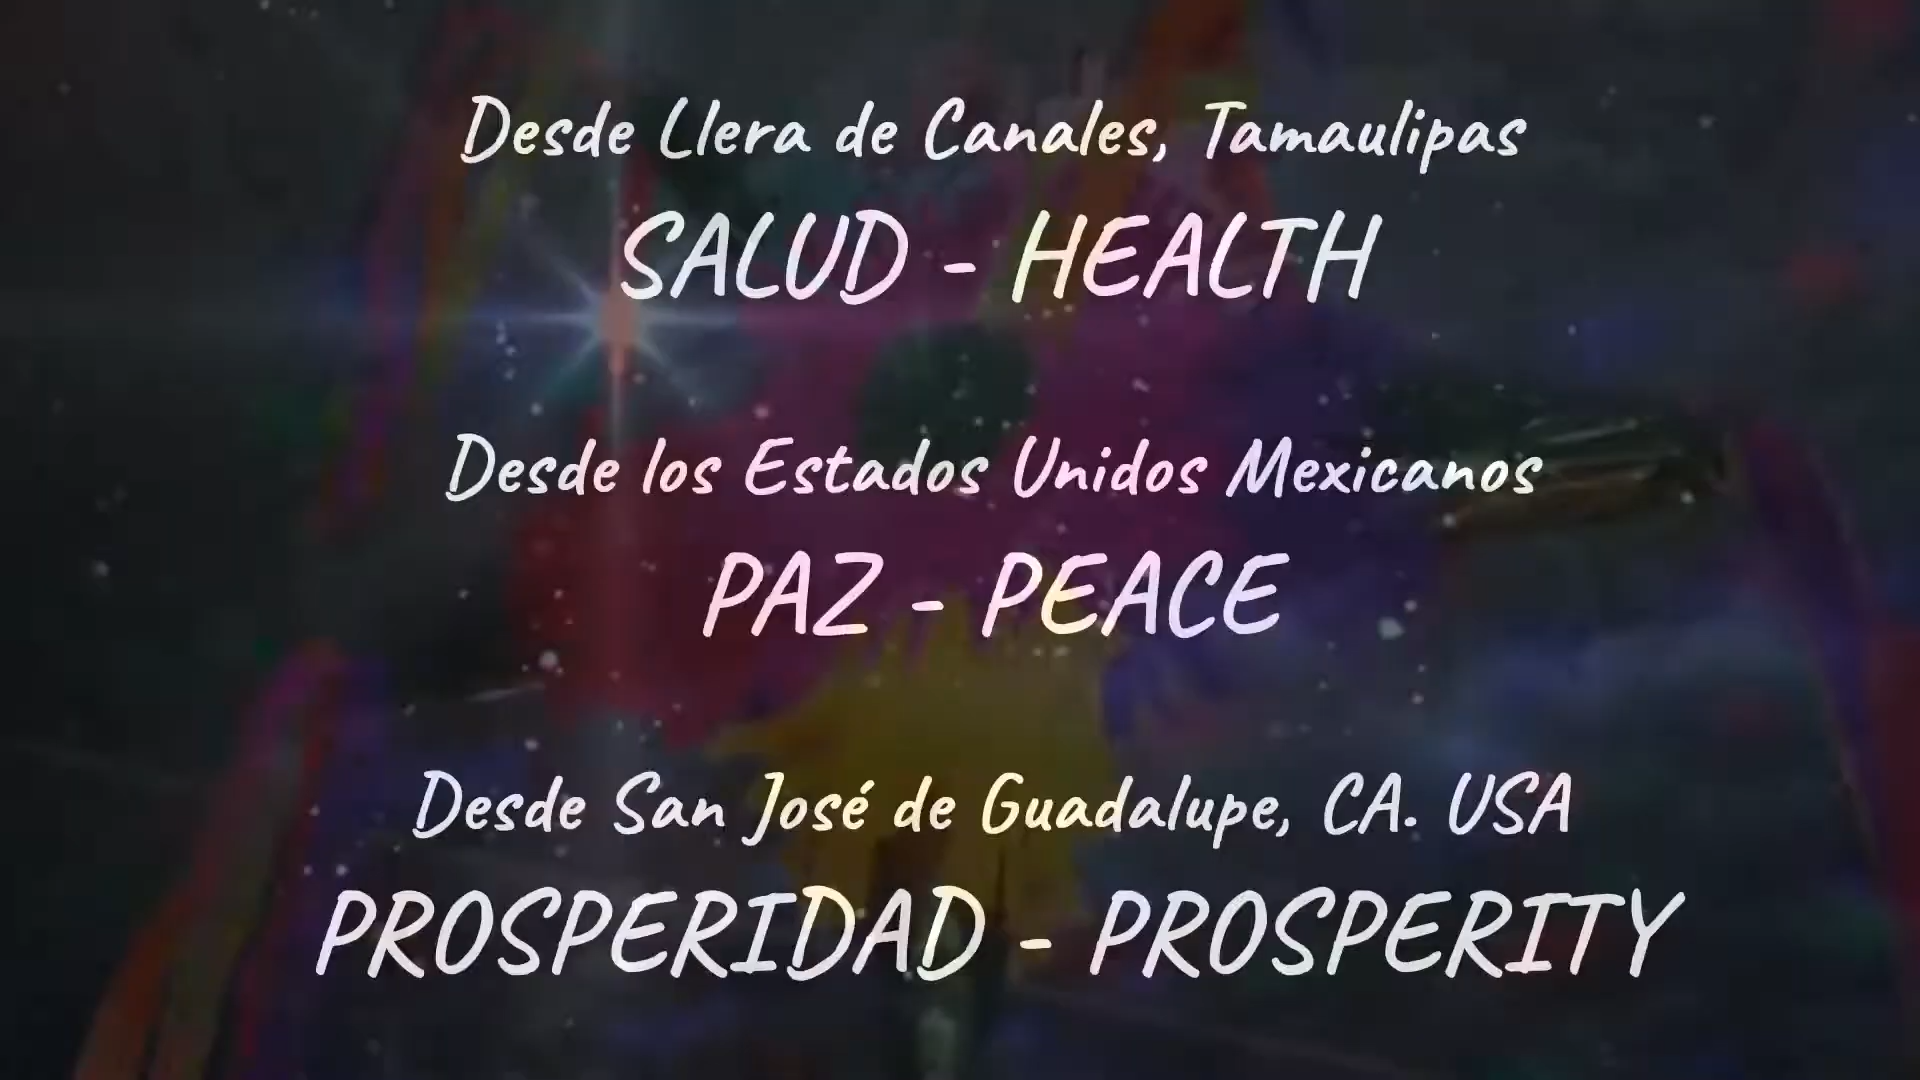 Desde Llera de Canales, Tamaulipas
SALUD - HEALTH
Desde los Estados Unidos Mexicanos
PAZ - PEACE
Desde San José de Guadalupe, CA. USA
PROSPERIDAD - PROSPERITY